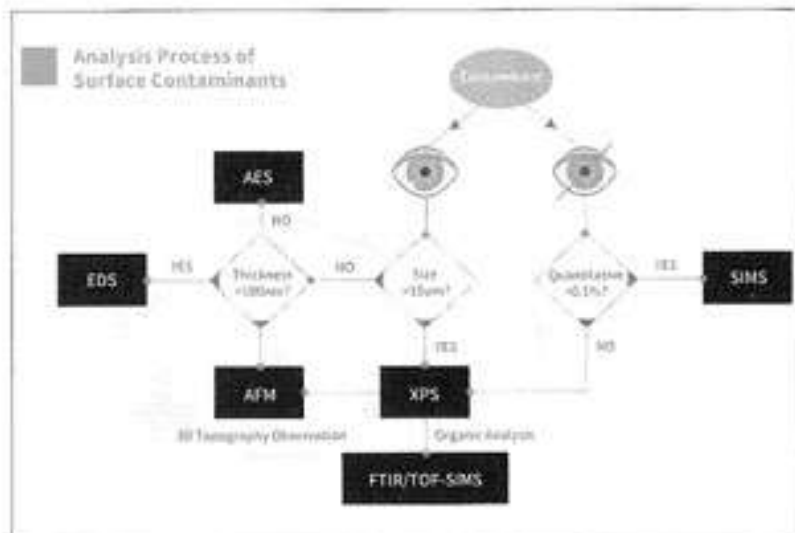 Analysis Process of
Surface Contaminants
AES
NO
EDS
YES
Thickness
NO
Size
Quantitative
YES
SIMS
YES
NO
AFM
XPS
3D Topography Observation
Organic Analysis
FTIR/TOF-SIMS